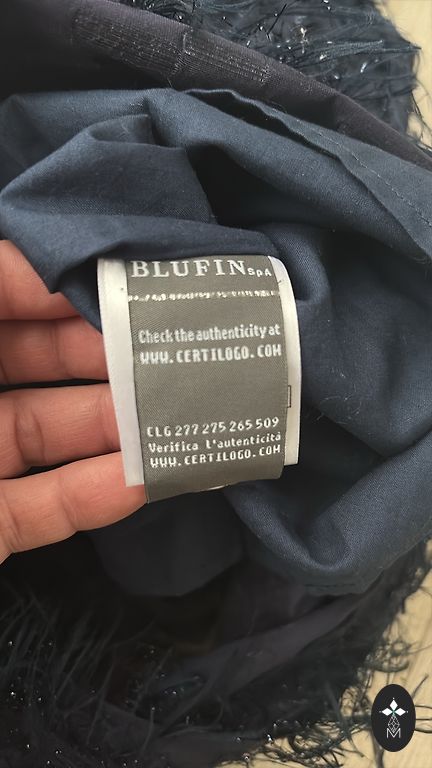 BLUFIN SpA
Check the authenticity at
WWW.CERTILOGO.COM
CLG 277 275 265 509
Verifica l'autenticità
WWW.CERTILOGO.COM
M